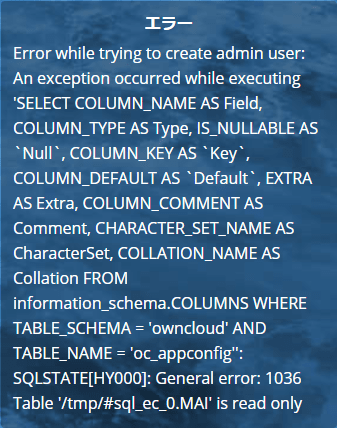 エラー
Error while trying to create admin user:
An exception occurred while executing
'SELECT COLUMN_NAME AS Field,
COLUMN_TYPE AS Type, IS_NULLABLE AS
`Null`, COLUMN_KEY AS `Key`,
COLUMN_DEFAULT AS `Default`, EXTRA
AS Extra, COLUMN_COMMENT AS
Comment, CHARACTER_SET_NAME AS
CharacterSet, COLLATION_NAME AS
Collation FROM
information_schema.COLUMNS WHERE
TABLE_SCHEMA = 'owncloud' AND
TABLE_NAME = 'oc_appconfig'':
SQLSTATE[HY000]: General error: 1036
Table '/tmp/#sql_ec_0.MAI' is read only